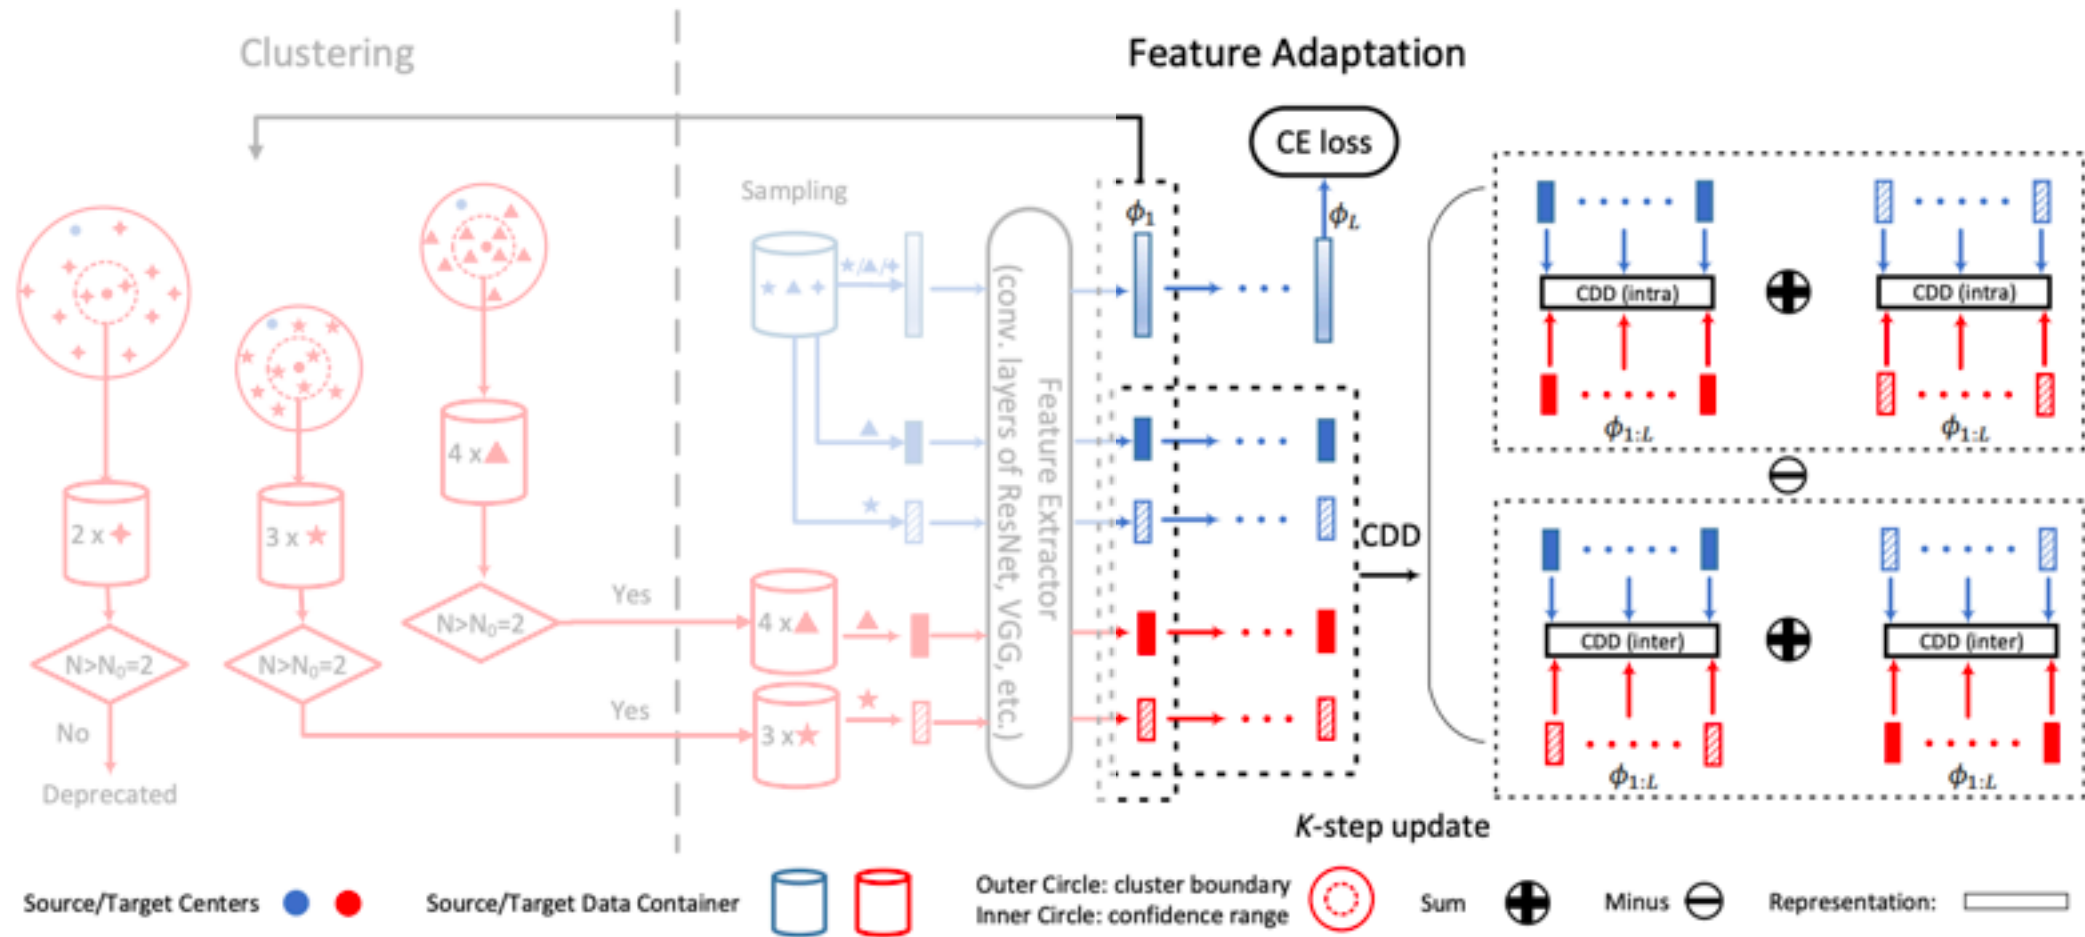 Clustering
Feature Adaptation
CE loss
Sampling
ϕ1
ϕL
★/▲/✦
CDD (intra)
CDD (intra)
ϕ1:L
ϕ1:L
4 x
2 x
3 x
N>N0=2
N>N0=2
N>N0=2
Yes
Yes
No
Deprecated
4 x
3 x
Feature Extractor
(conv. layers of ResNet, VGG, etc.)
CDD
CDD (inter)
CDD (inter)
ϕ1:L
ϕ1:L
K-step update
Source/Target Centers
Source/Target Data Container
Outer Circle: cluster boundary
Inner Circle: confidence range
Sum
Minus
Representation: